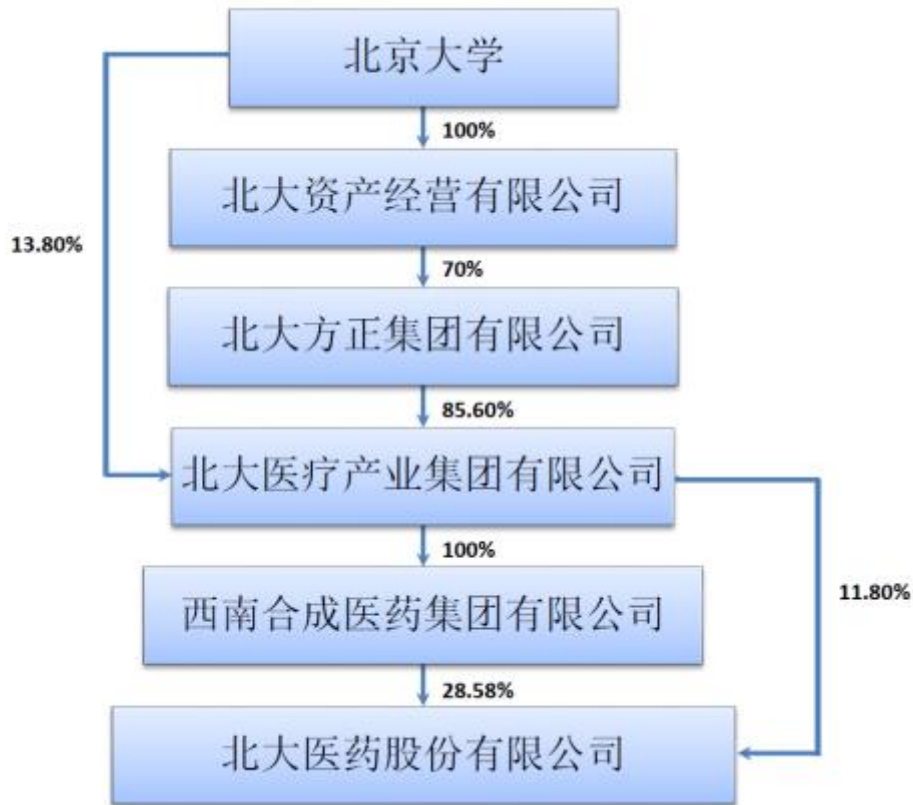 北京大学
100%
北大资产经营有限公司
13.80%
70%
北大方正集团有限公司
85.60%
北大医疗产业集团有限公司
100%
西南合成医药集团有限公司
11.80%
28.58%
北大医药股份有限公司